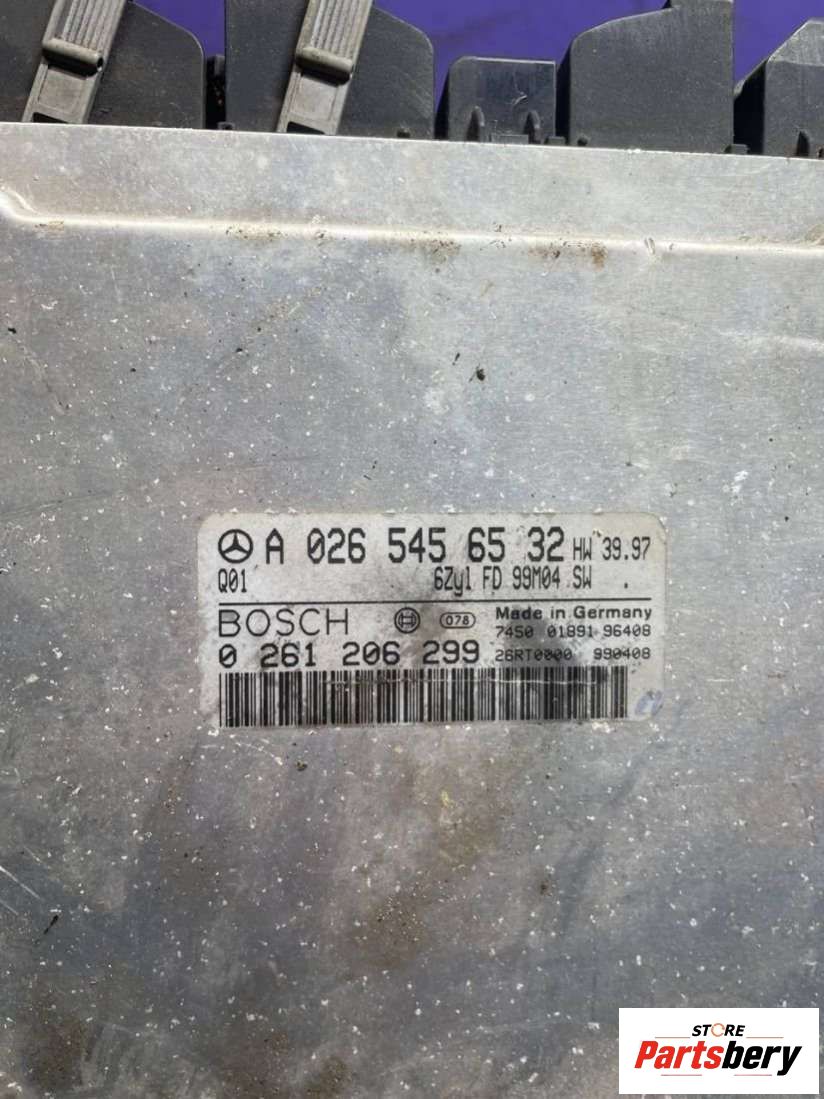 A 026 545 65 32 HW 39.97
Q01 6Zyl FD 99M04 SW .
BOSCH 078 Made in Germany
7450 01891 96408
0 261 206 299 26RT0000 990408
STORE
Partsbery